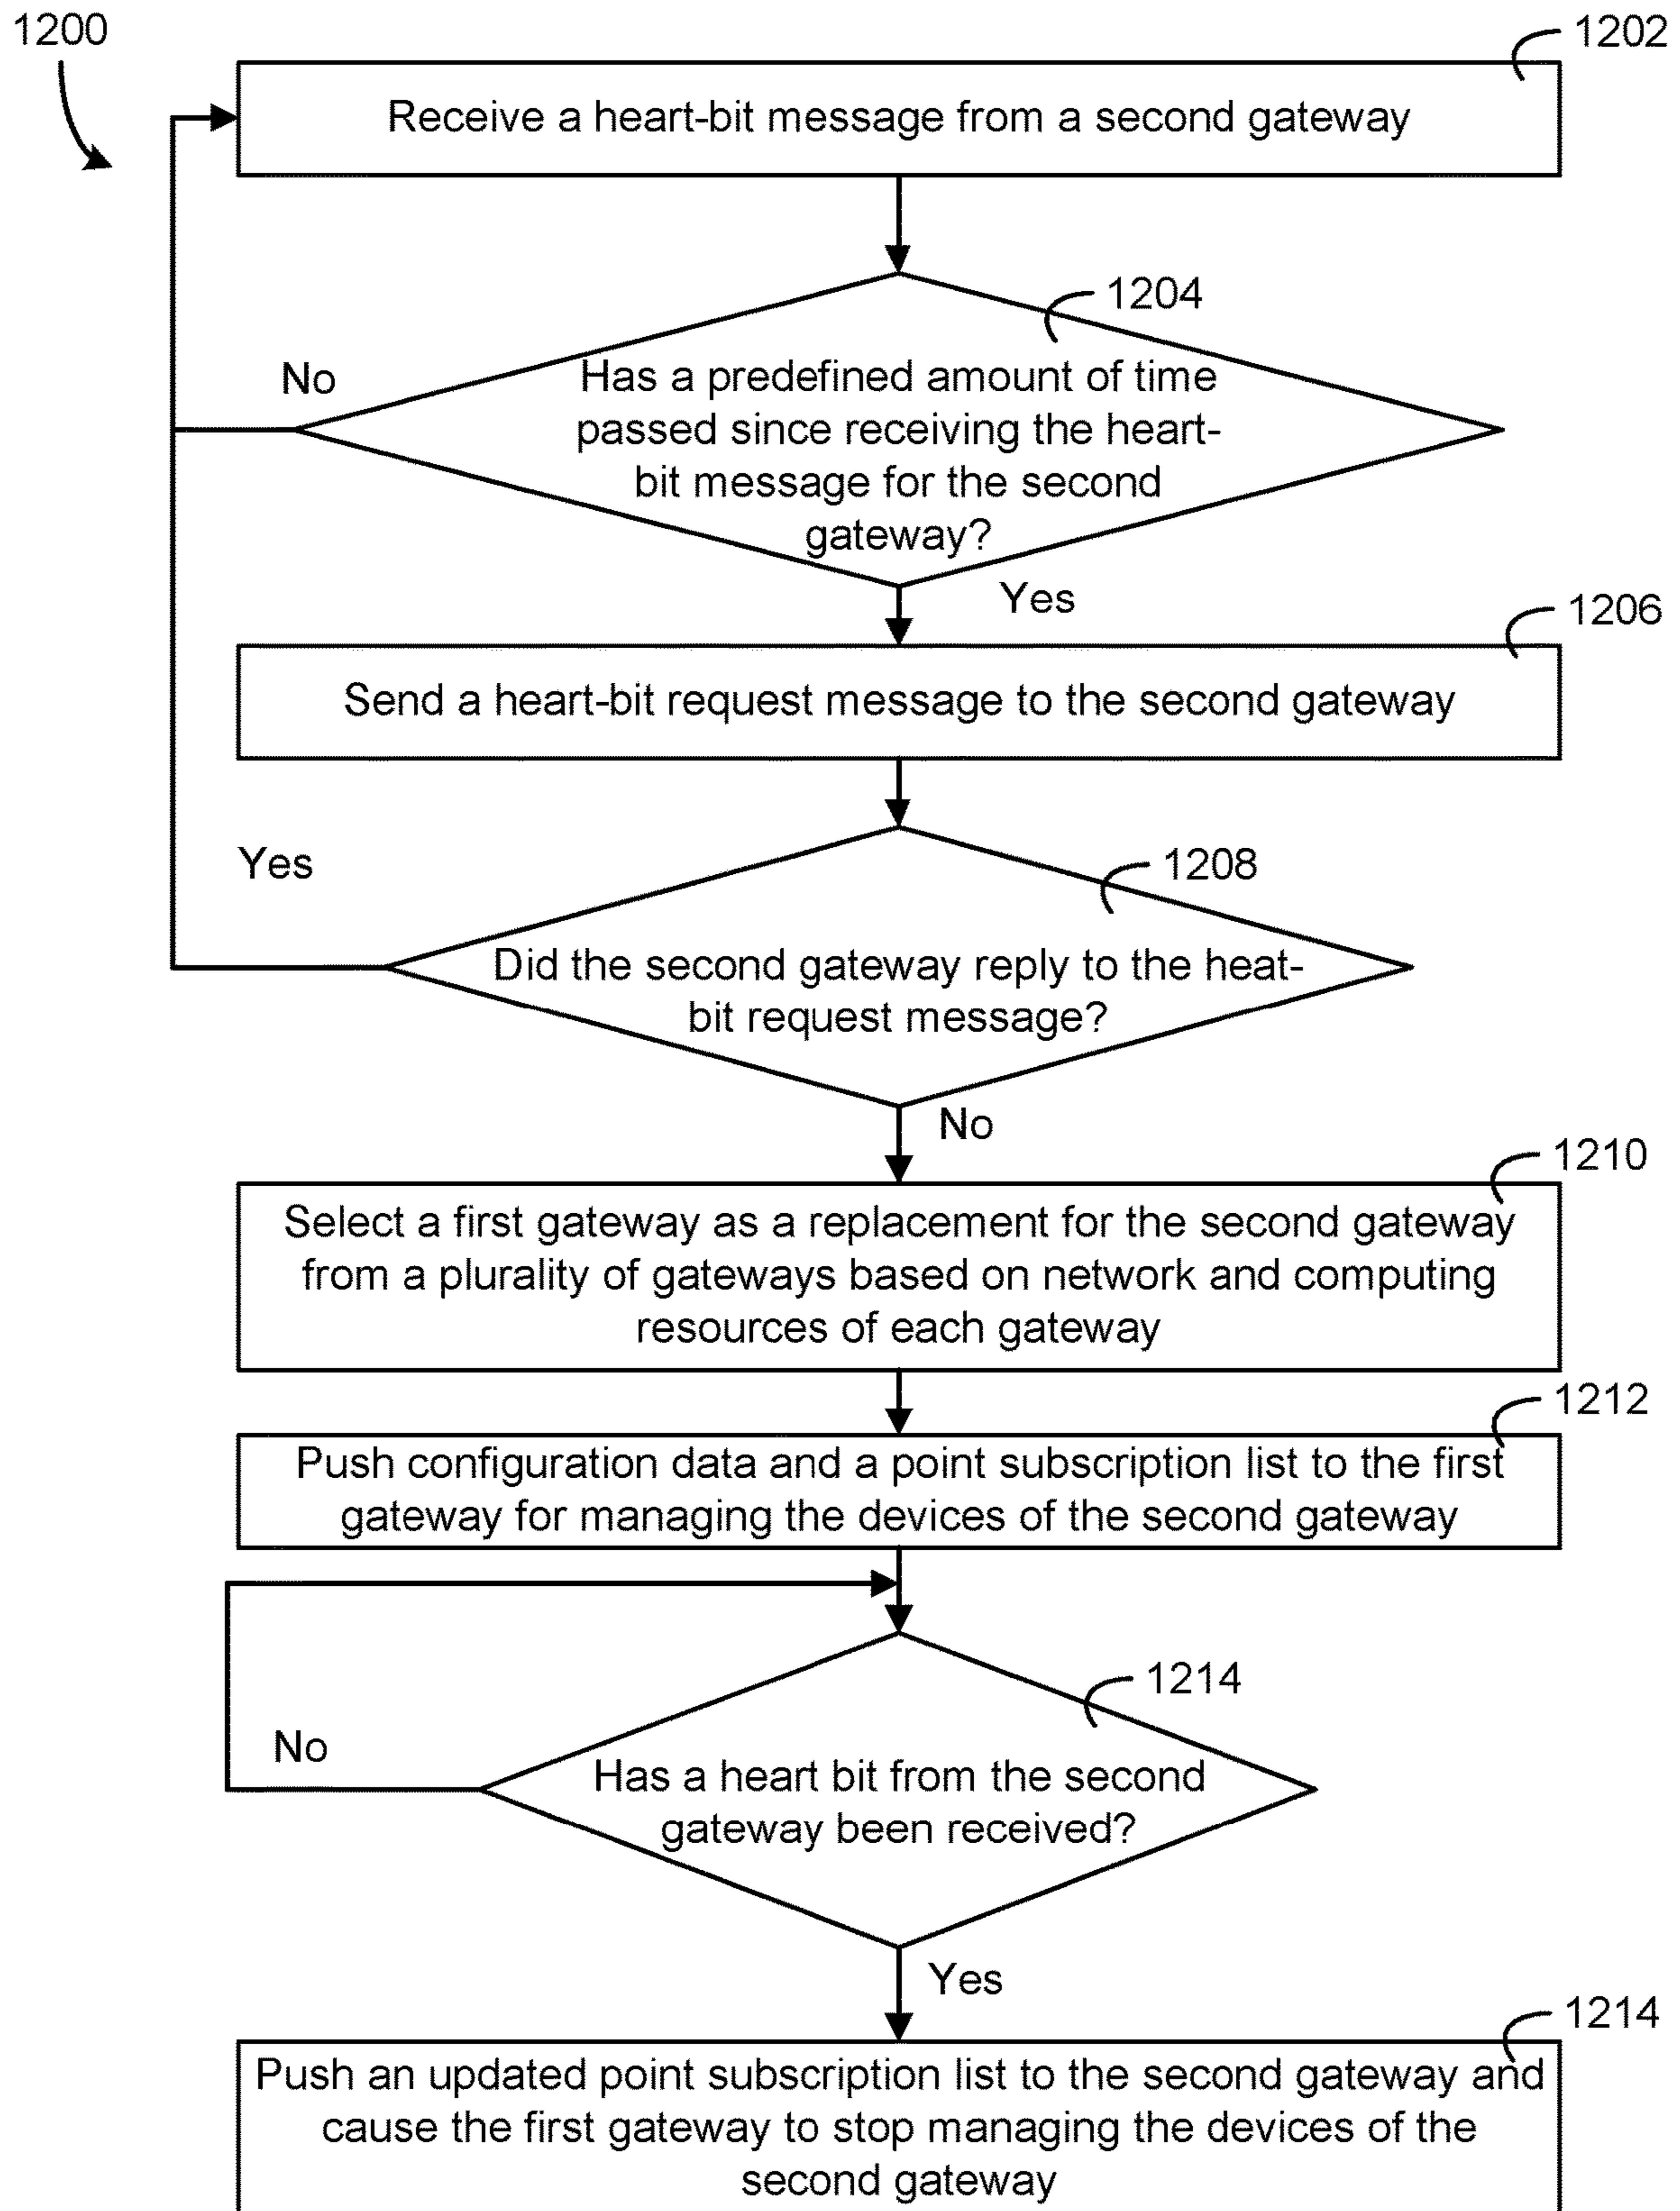 1200
1202
Receive a heart-bit message from a second gateway
1204
No
Has a predefined amount of time
passed since receiving the heart-
bit message for the second
gateway?
Yes
1206
Send a heart-bit request message to the second gateway
Yes
1208
Did the second gateway reply to the heat-
bit request message?
No
1210
Select a first gateway as a replacement for the second gateway
from a plurality of gateways based on network and computing
resources of each gateway
1212
Push configuration data and a point subscription list to the first
gateway for managing the devices of the second gateway
1214
No
Has a heart bit from the second
gateway been received?
Yes
1214
Push an updated point subscription list to the second gateway and
cause the first gateway to stop managing the devices of the
second gateway